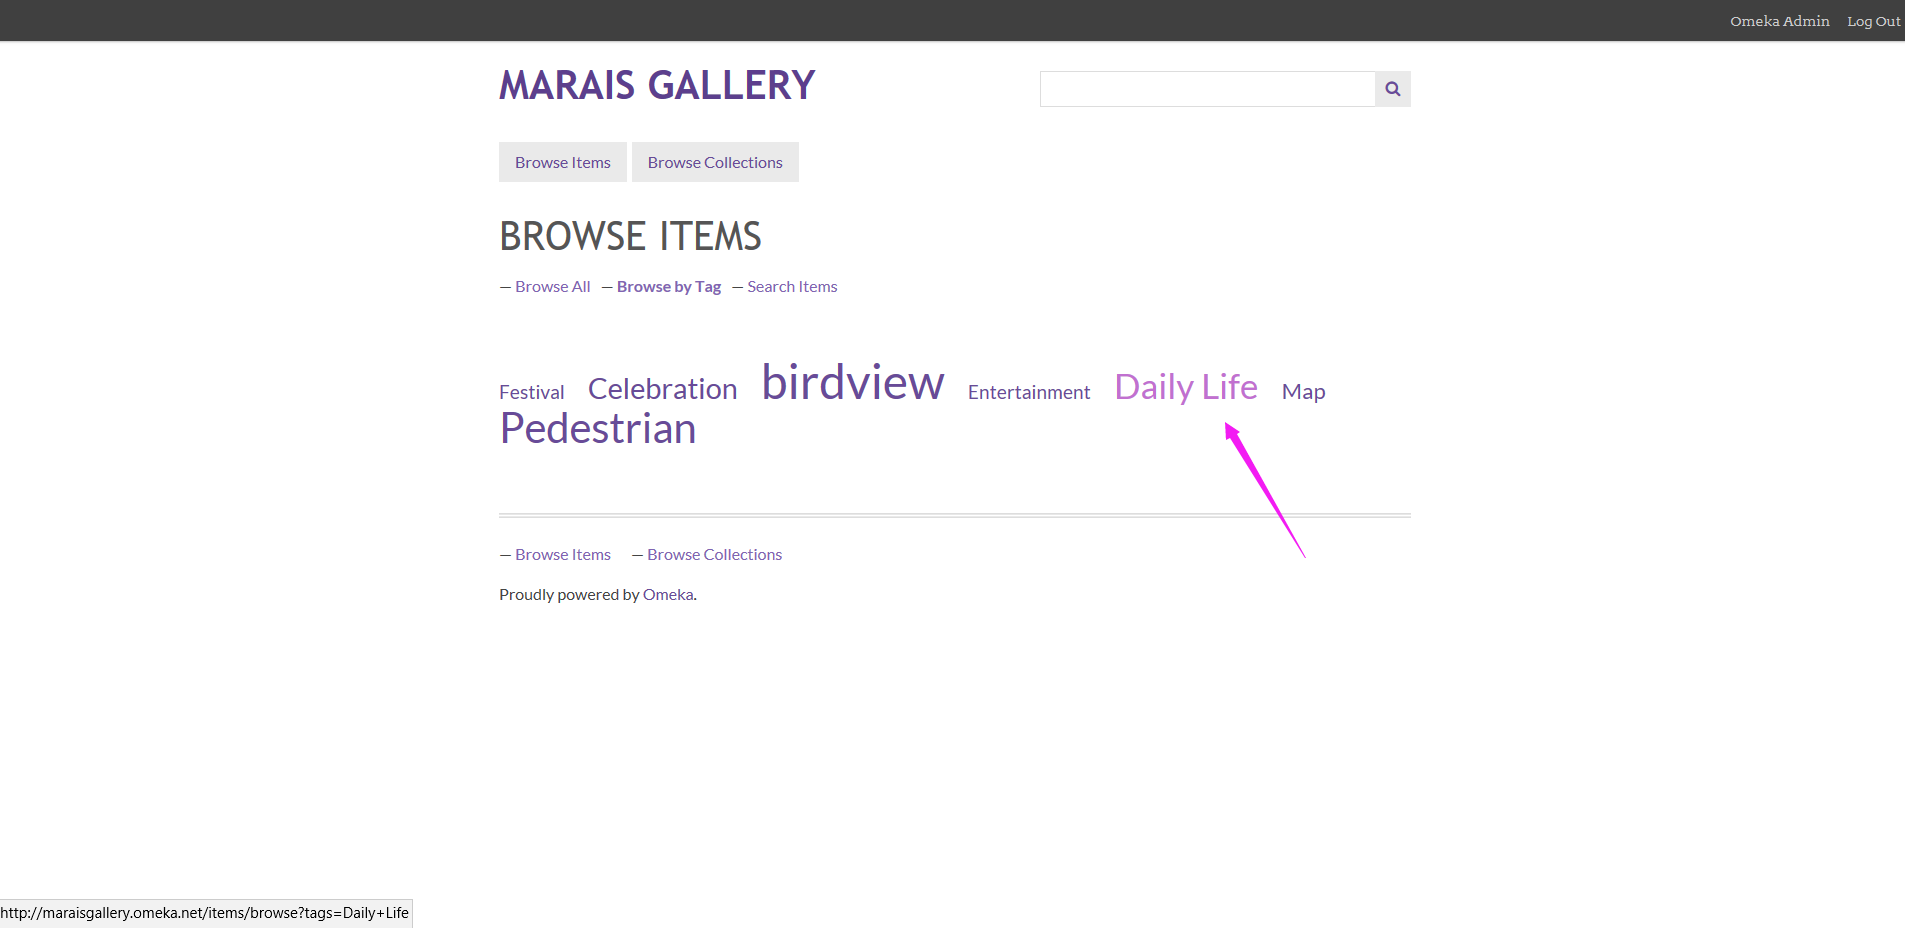 Omeka Admin Log Out
MARAIS GALLERY
Browse Items Browse Collections
BROWSE ITEMS
— Browse All — Browse by Tag — Search Items
Festival Celebration birdview Entertainment Daily Life Map
Pedestrian
— Browse Items — Browse Collections
Proudly powered by Omeka.
http://maraisgallery.omeka.net/items/browse?tags=Daily+Life